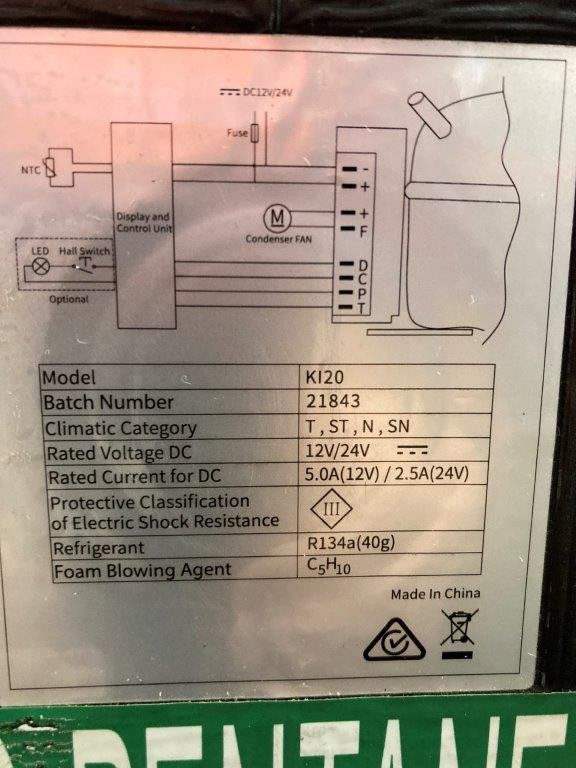 DC12V/24V
Fuse
NTC
-
+
Display and
Control Unit
M
+
F
Condenser FAN
LED Hall Switch
D
C
P
T
Optional
Model KI20
Batch Number 21843
Climatic Category T , ST , N , SN
Rated Voltage DC 12V/24V
Rated Current for DC 5.0A(12V) / 2.5A(24V)
Protective Classification
of Electric Shock Resistance III
Refrigerant R134a(40g)
Foam Blowing Agent C₅H₁₀
Made In China
PENTANE